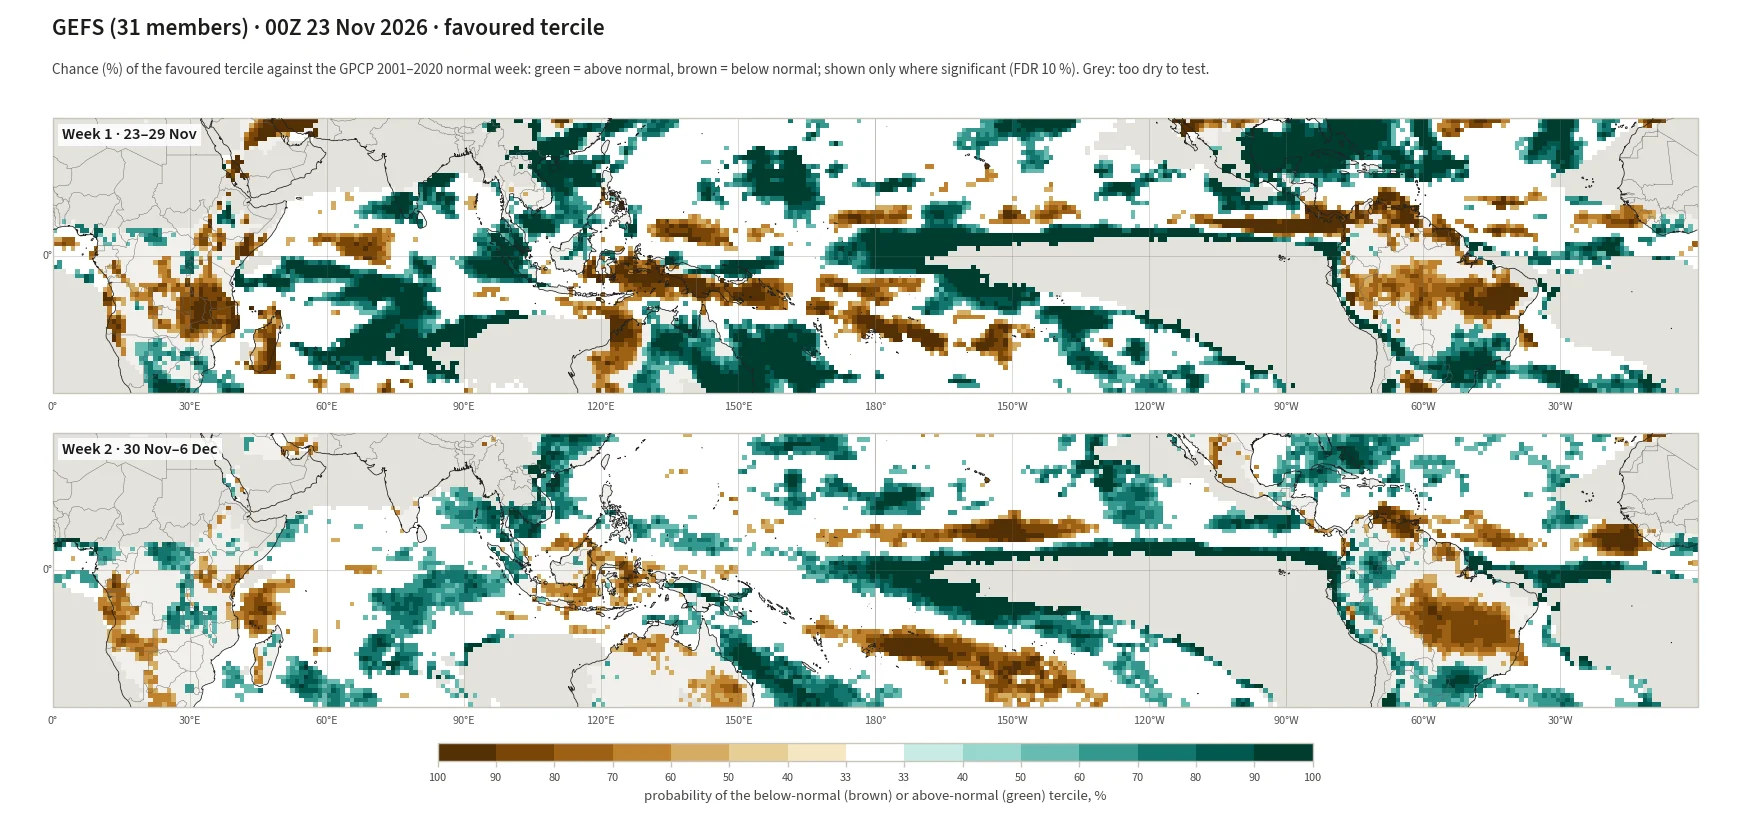 GEFS (31 members) · 00Z 23 Nov 2026 · favoured tercile
Chance (%) of the favoured tercile against the GPCP 2001–2020 normal week: green = above normal, brown = below normal; shown only where significant (FDR 10 %). Grey: too dry to test.
Week 1 · 23–29 Nov
0°
0° 30°E 60°E 90°E 120°E 150°E 180° 150°W 120°W 90°W 60°W 30°W
Week 2 · 30 Nov–6 Dec
0°
0° 30°E 60°E 90°E 120°E 150°E 180° 150°W 120°W 90°W 60°W 30°W
100 90 80 70 60 50 40 33 33 40 50 60 70 80 90 100
probability of the below-normal (brown) or above-normal (green) tercile, %